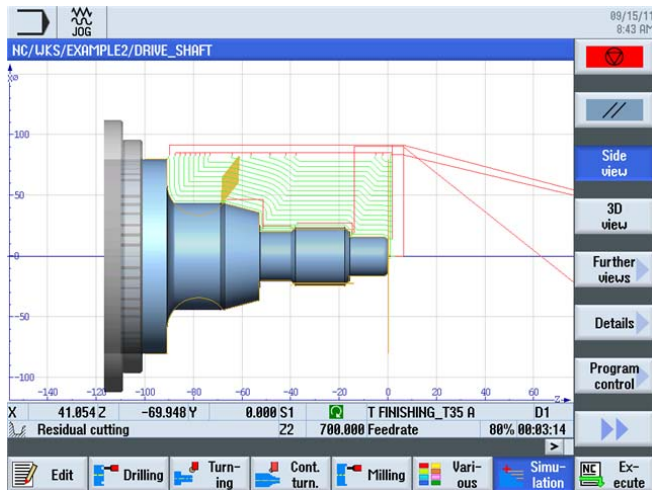 JOG
09/15/11
8:43 AM
NC/WKS/EXAMPLE2/DRIVE_SHAFT
Side view
3D view
Further views
Details
Program control
100
50
0
-50
-100
-140 -120 -100 -80 -60 -40 -20 0 20 40 60
X 41.054 Z -69.948 Y 0.000 S1 T FINISHING_T35 A D1
Residual cutting Z2 700.000 Feedrate 80% 00:03:14
>
Edit Drilling Turn- ing Cont. turn. Milling Vari- ous Simu- lation NC Ex- ecute